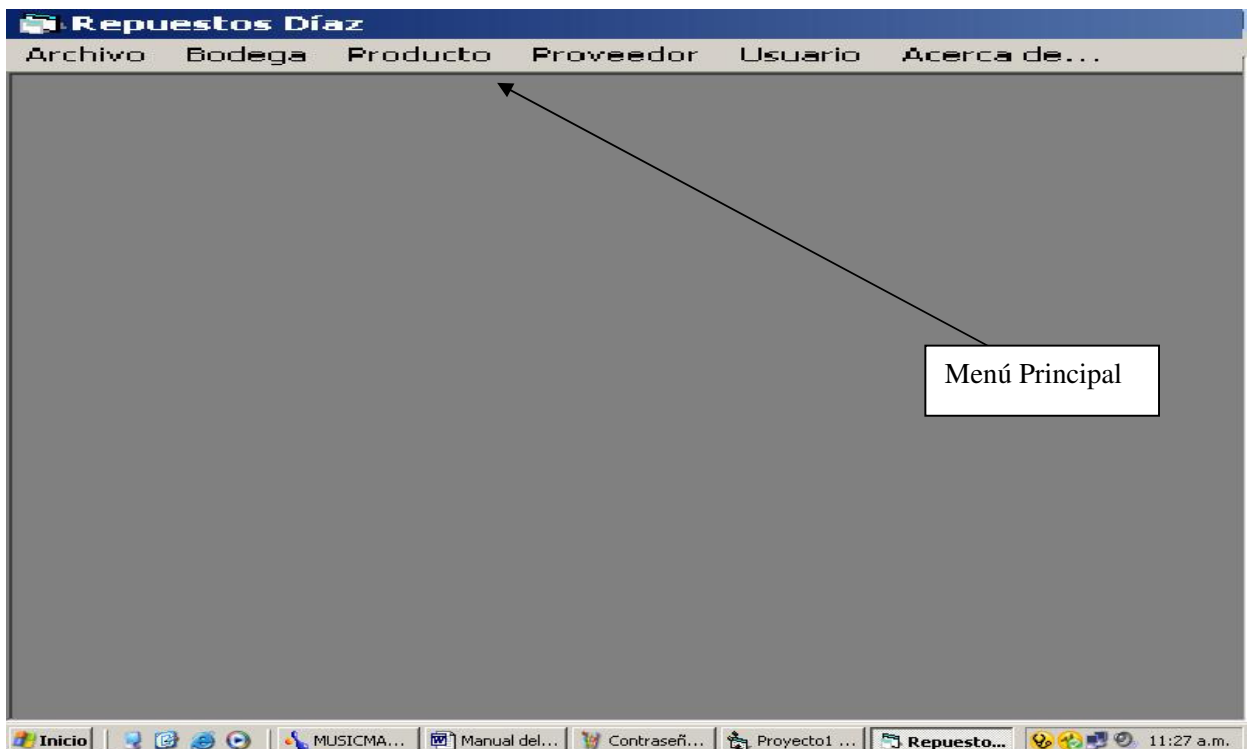 Repuestos Díaz
Archivo Bodega Producto Proveedor Usuario Acerca de...
Menú Principal
Inicio MUSICMA... Manual del... Contraseñ... Proyecto1 ... Repuesto... 11:27 a.m.